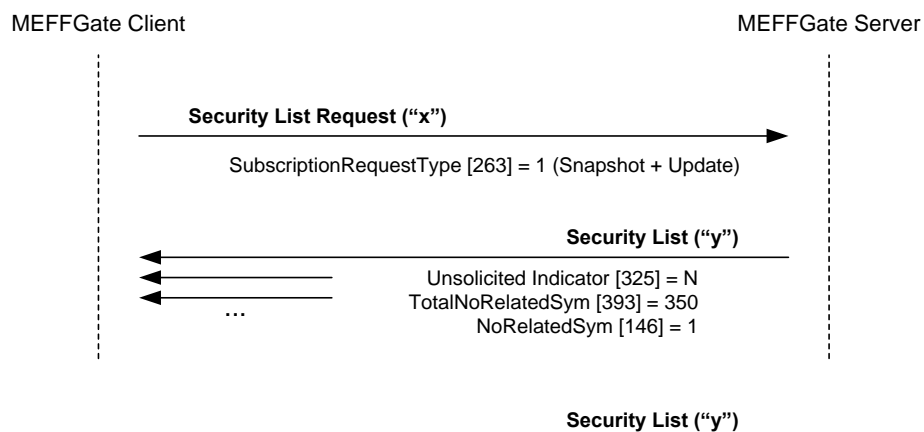 MEFFGate Client
MEFFGate Server
Security List Request (“x”)
SubscriptionRequestType [263] = 1 (Snapshot + Update)
Security List (“y”)
Unsolicited Indicator [325] = N
TotalNoRelatedSym [393] = 350
...
NoRelatedSym [146] = 1
Security List (“y”)